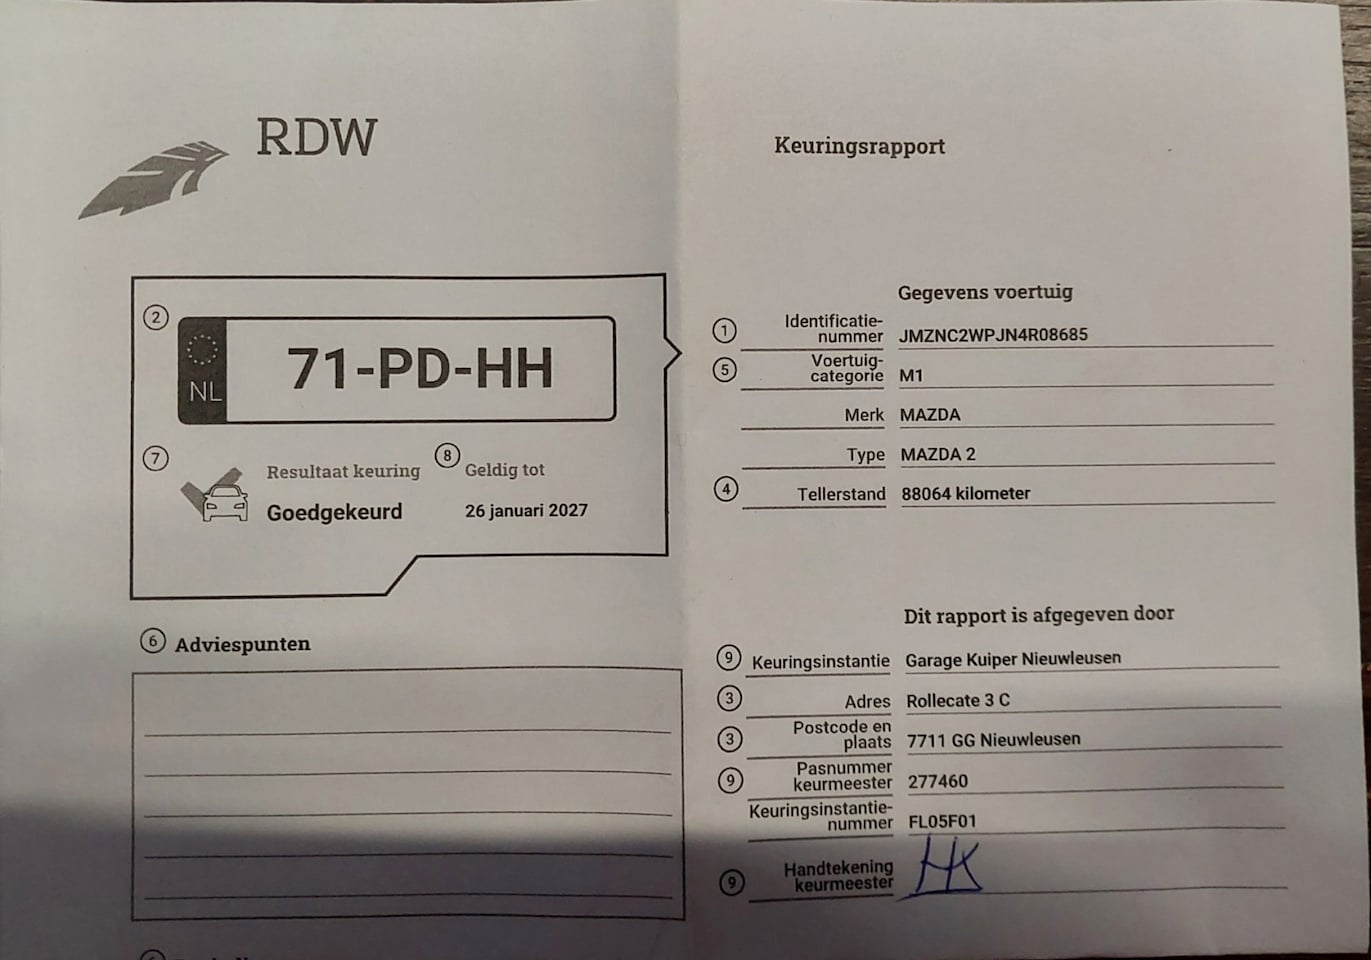 RDW
Keuringsrapport
2
NL
71-PD-HH
7
Resultaat keuring
Goedgekeurd
8
Geldig tot
26 januari 2027
6 Adviespunten
Gegevens voertuig
1 Identificatie-
nummer JMZNC2WPJN4R08685
5 Voertuig-
categorie M1
Merk MAZDA
Type MAZDA 2
4 Tellerstand 88064 kilometer
Dit rapport is afgegeven door
9 Keuringsinstantie Garage Kuiper Nieuwleusen
3 Adres Rollecate 3 C
3 Postcode en
plaats 7711 GG Nieuwleusen
9 Pasnummer
keurmeester 277460
Keuringsinstantie-
nummer FL05F01
9 Handtekening
keurmeester